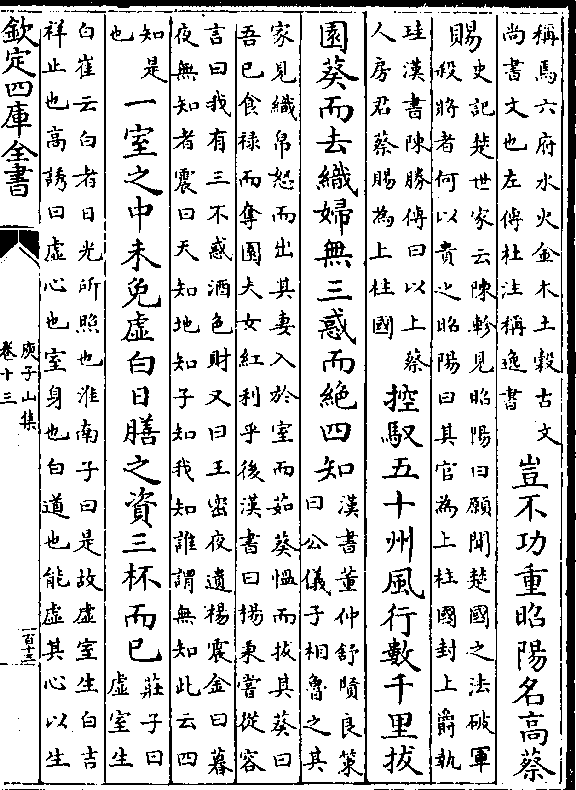 稱馬六府水火金木土穀古文
尚書文也左傳杜注稱逸書
豈不功重昭陽名高蔡
賜
史記楚世家云陳軫見昭陽曰願聞楚國之法破軍
殺將者何以貴之昭陽曰其官為上柱國封上爵執
珪漢書陳勝傳曰以上蔡
人房君蔡賜為上柱國
控馭五十州風行數千里拔
園葵而去織婦無三惑而絶四知
漢書董仲舒賢良策
曰公儀子相魯之其
家見織帛怒而出其妻入於室而茹葵愠而拔其葵曰
吾已食禄而奪園夫女紅利乎後漢書曰楊秉嘗從容
言曰我有三不惑酒色財又曰王密夜遺楊震金曰暮
夜無知者震曰天知地知子知我知誰謂無知此云四
知是
也
一室之中未免虛白日膳之資三杯而已
莊子曰
虛室生
白崔云白者日光所照也淮南子曰是故虛室生白吉
祥止也高誘曰虛心也室身也白道也能虛其心以生
欽定四庫全書
庾子山集
卷十三